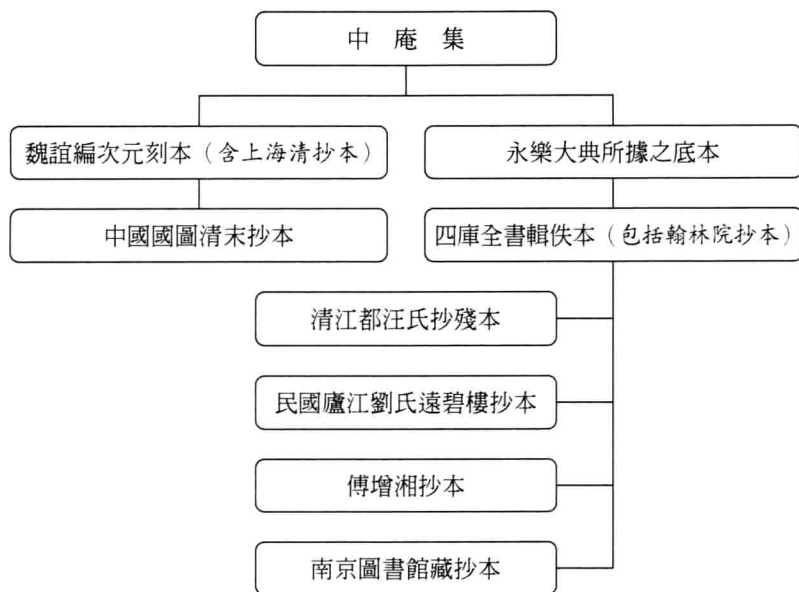 中庵集
魏誼編次元刻本（含上海清抄本）
永樂大典所據之底本
中國國圖清末抄本
四庫全書輯佚本（包括翰林院抄本）
清江都汪氏抄殘本
民國廬江劉氏遠碧樓抄本
傅增湘抄本
南京圖書館藏抄本